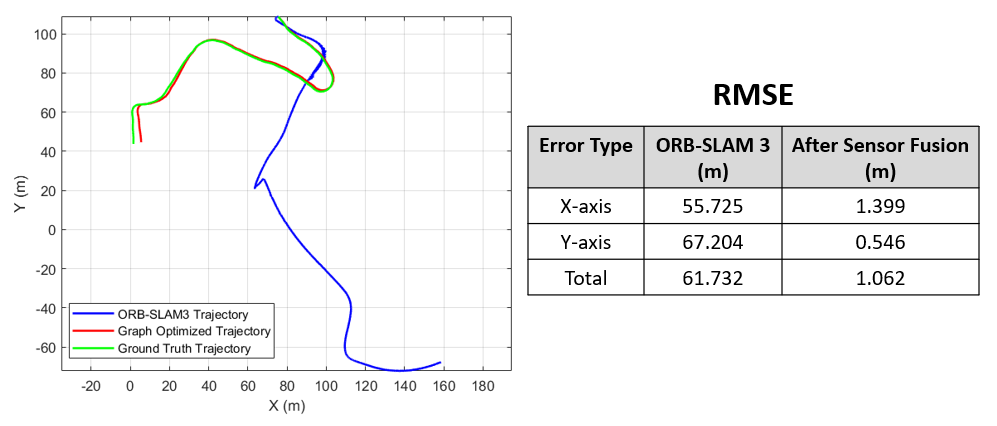 100
80
60
40
20
0
-20
-40
-60
Y (m)
ORB-SLAM3 Trajectory
Graph Optimized Trajectory
Ground Truth Trajectory
-20 0 20 40 60 80 100 120 140 160 180
X (m)
RMSE
Error Type ORB-SLAM 3 (m) After Sensor Fusion (m)
X-axis 55.725 1.399
Y-axis 67.204 0.546
Total 61.732 1.062